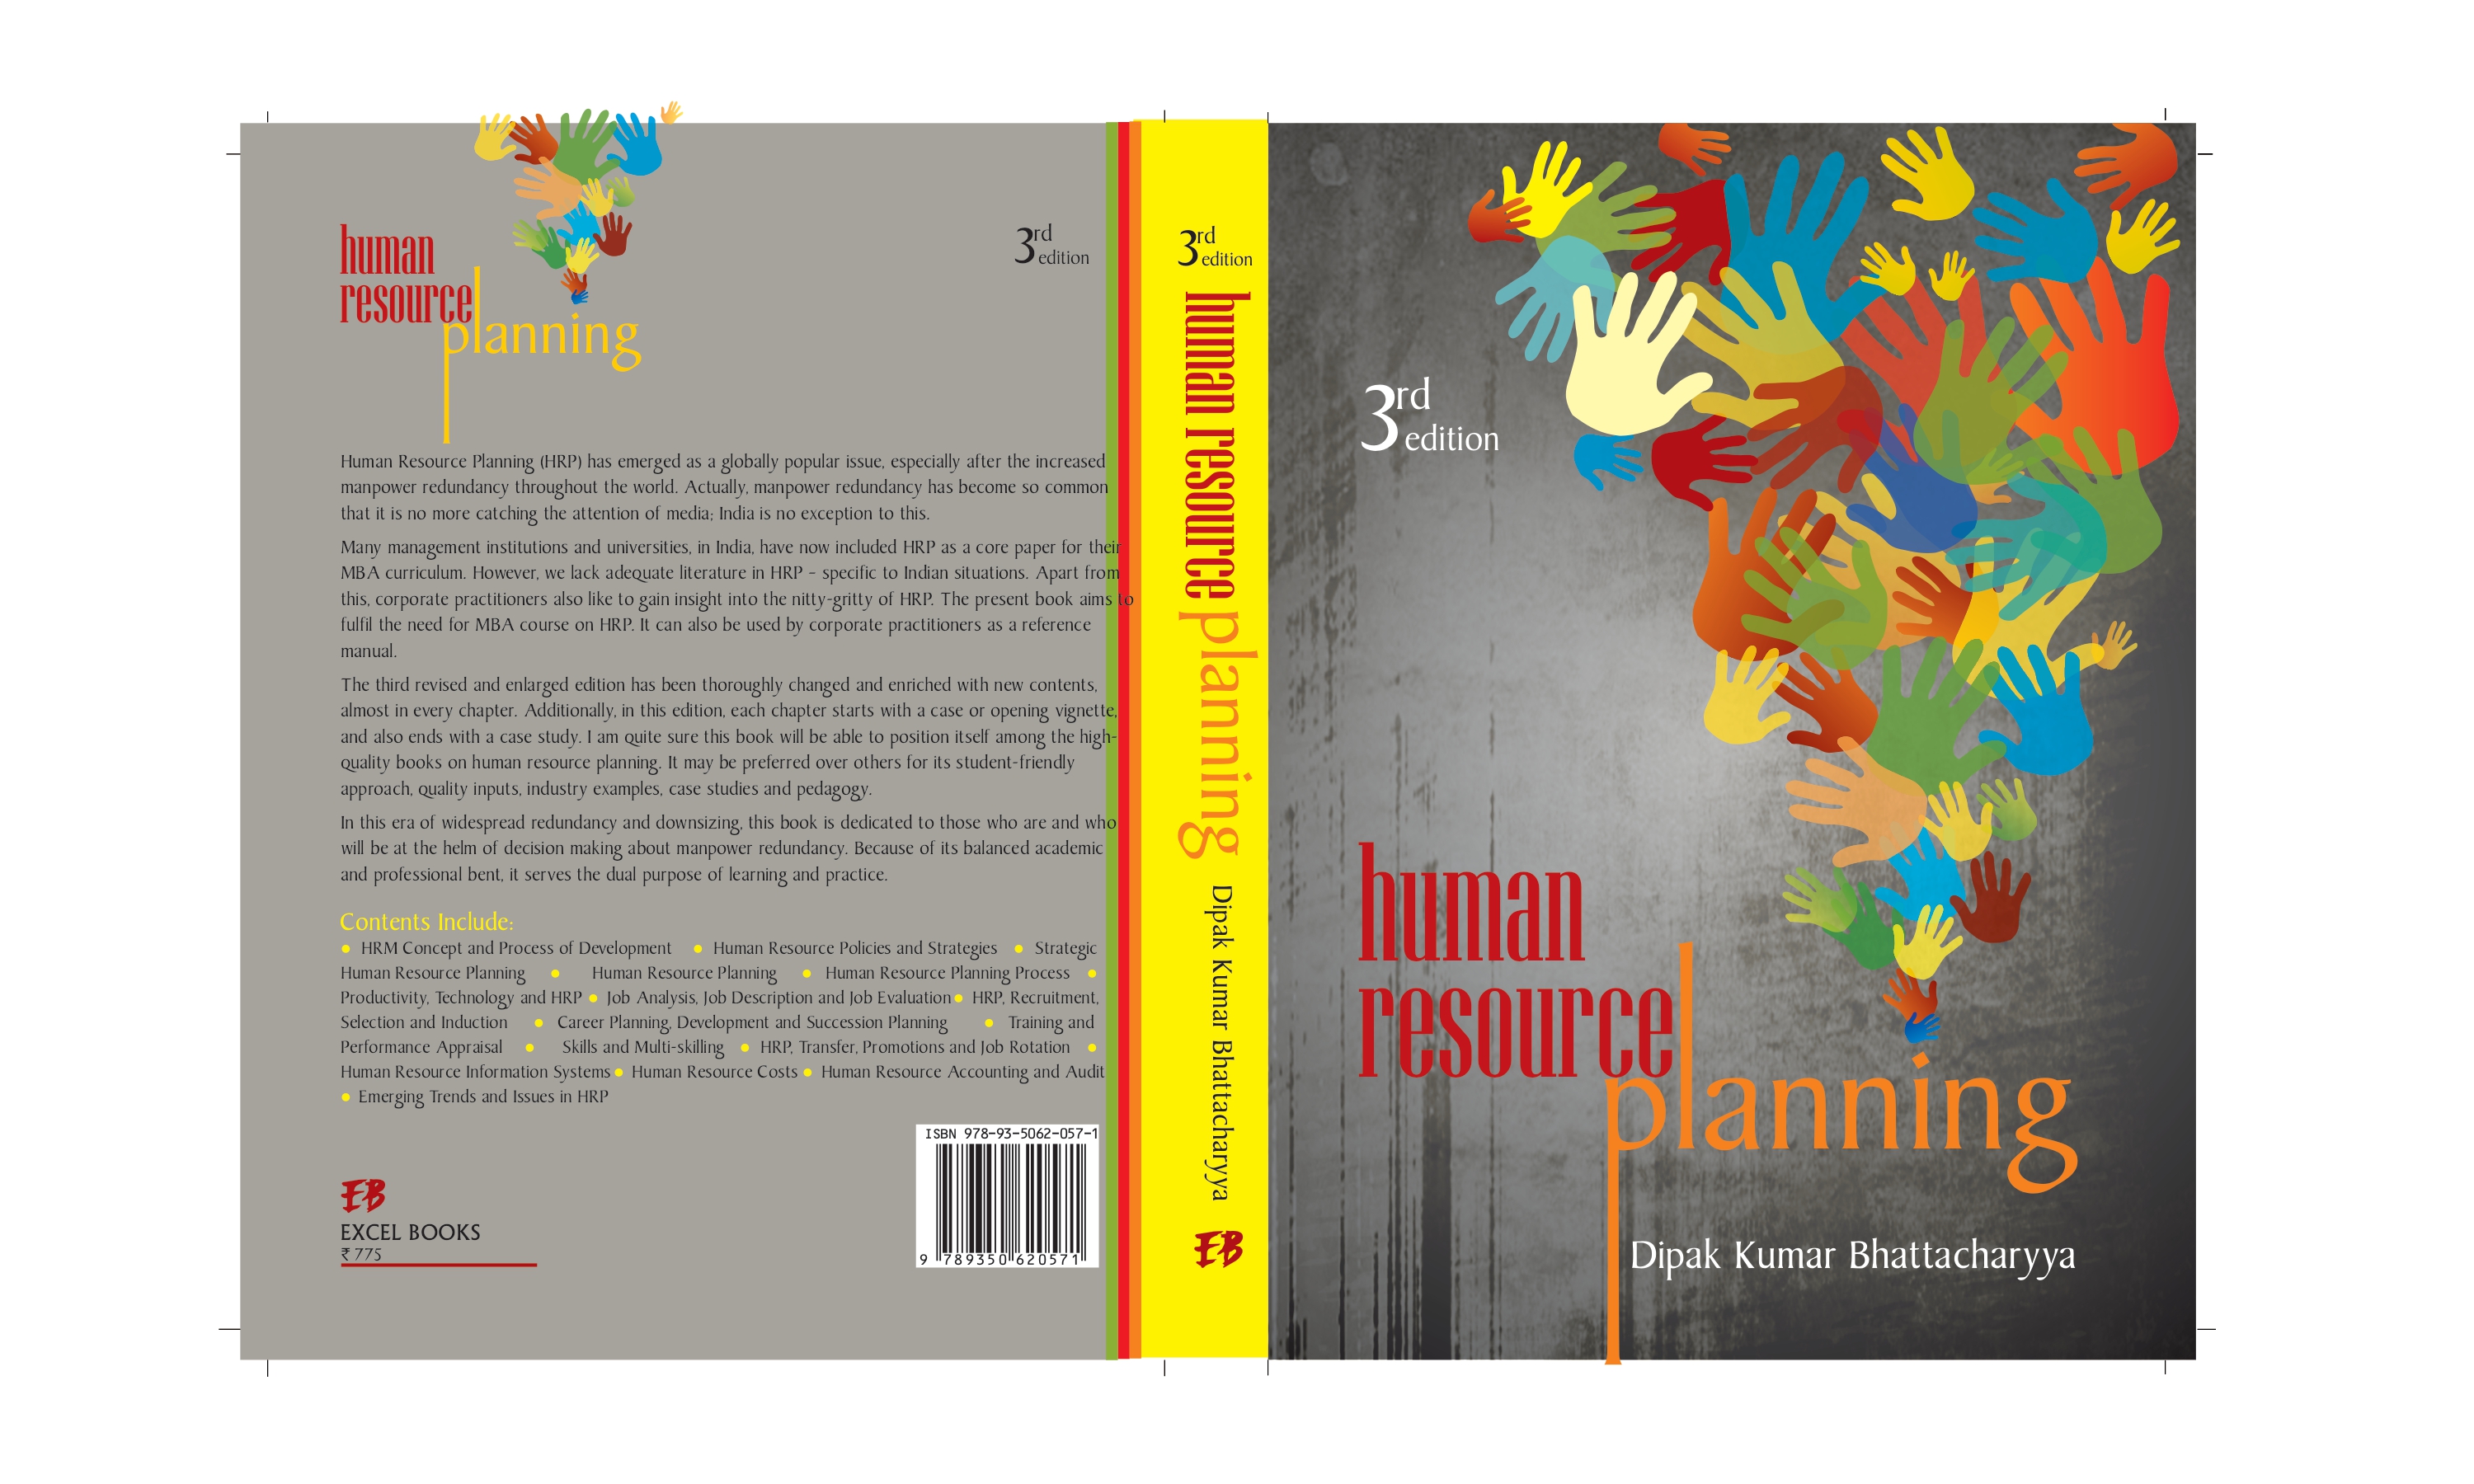 human
resource
planning
3rd
edition
Human Resource Planning (HRP) has emerged as a globally popular issue, especially after the increased
manpower redundancy throughout the world. Actually, manpower redundancy has become so common
that it is no more catching the attention of media; India is no exception to this.
Many management institutions and universities, in India, have now included HRP as a core paper for their
MBA curriculum. However, we lack adequate literature in HRP – specific to Indian situations. Apart from
this, corporate practitioners also like to gain insight into the nitty-gritty of HRP. The present book aims to
fulfil the need for MBA course on HRP. It can also be used by corporate practitioners as a reference
manual.
The third revised and enlarged edition has been thoroughly changed and enriched with new contents,
almost in every chapter. Additionally, in this edition, each chapter starts with a case or opening vignette,
and also ends with a case study. I am quite sure this book will be able to position itself among the high-
quality books on human resource planning. It may be preferred over others for its student-friendly
approach, quality inputs, industry examples, case studies and pedagogy.
In this era of widespread redundancy and downsizing, this book is dedicated to those who are and who
will be at the helm of decision making about manpower redundancy. Because of its balanced academic
and professional bent, it serves the dual purpose of learning and practice.
Contents Include:
• HRM Concept and Process of Development • Human Resource Policies and Strategies • Strategic
Human Resource Planning • Human Resource Planning • Human Resource Planning Process •
Productivity, Technology and HRP • Job Analysis, Job Description and Job Evaluation • HRP, Recruitment,
Selection and Induction • Career Planning, Development and Succession Planning • Training and
Performance Appraisal • Skills and Multi-skilling • HRP, Transfer, Promotions and Job Rotation •
Human Resource Information Systems • Human Resource Costs • Human Resource Accounting and Audit
• Emerging Trends and Issues in HRP
EB
EXCEL BOOKS
₹ 775
ISBN 978-93-5062-057-1
9 789350 620571
3rd
edition
human resource planning
Dipak Kumar Bhattacharyya
EB
3rd
edition
human
resource
planning
Dipak Kumar Bhattacharyya